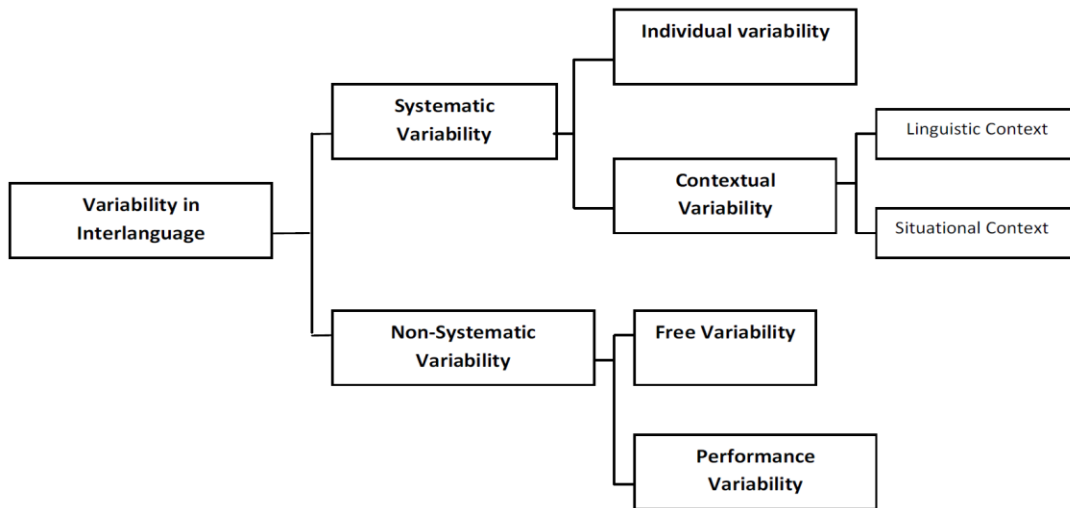 Individual variability
Systematic
Variability
Linguistic Context
Contextual
Variability
Variability in
Interlanguage
Situational Context
Non-Systematic
Variability
Free Variability
Performance
Variability